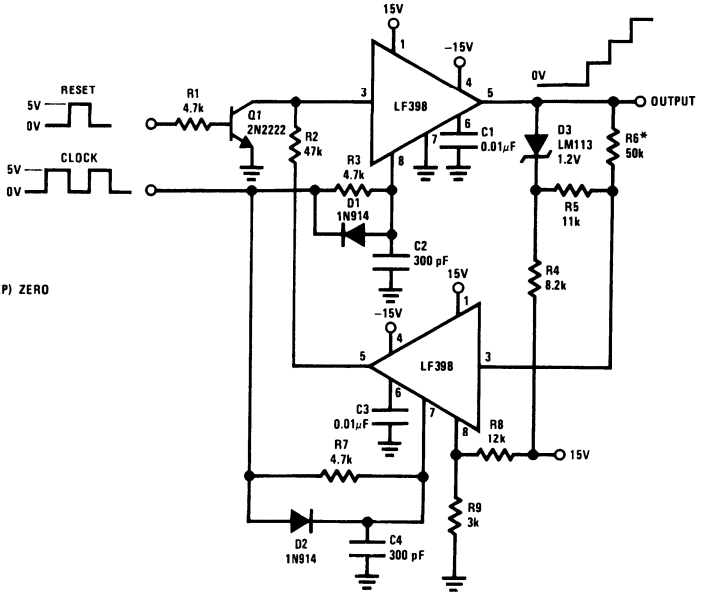 15V
1
-15V
4
0V
RESET
5V
0V
R1
4.7k
Q1
2N2222
3
LF398
5
OUTPUT
R2
47k
6
7
8
C1
0.01µF
D3
LM113
1.2V
R6*
50k
CLOCK
5V
0V
R3
4.7k
D1
1N914
R5
11k
C2
300 pF
R4
8.2k
P) ZERO
15V
1
-15V
4
5
LF398
3
6
7
8
C3
0.01µF
R8
12k
15V
R7
4.7k
R9
3k
D2
1N914
C4
300 pF